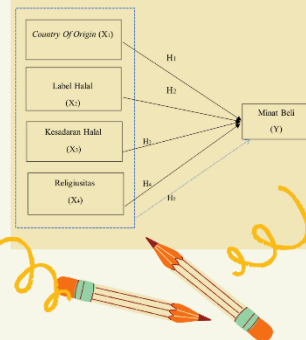 Country Of Origin (X1)
H1
Label Halal
(X2)
H2
Minat Beli
(Y)
Kesadaran Halal
(X3)
H3
Religiusitas
(X4)
H4
H5